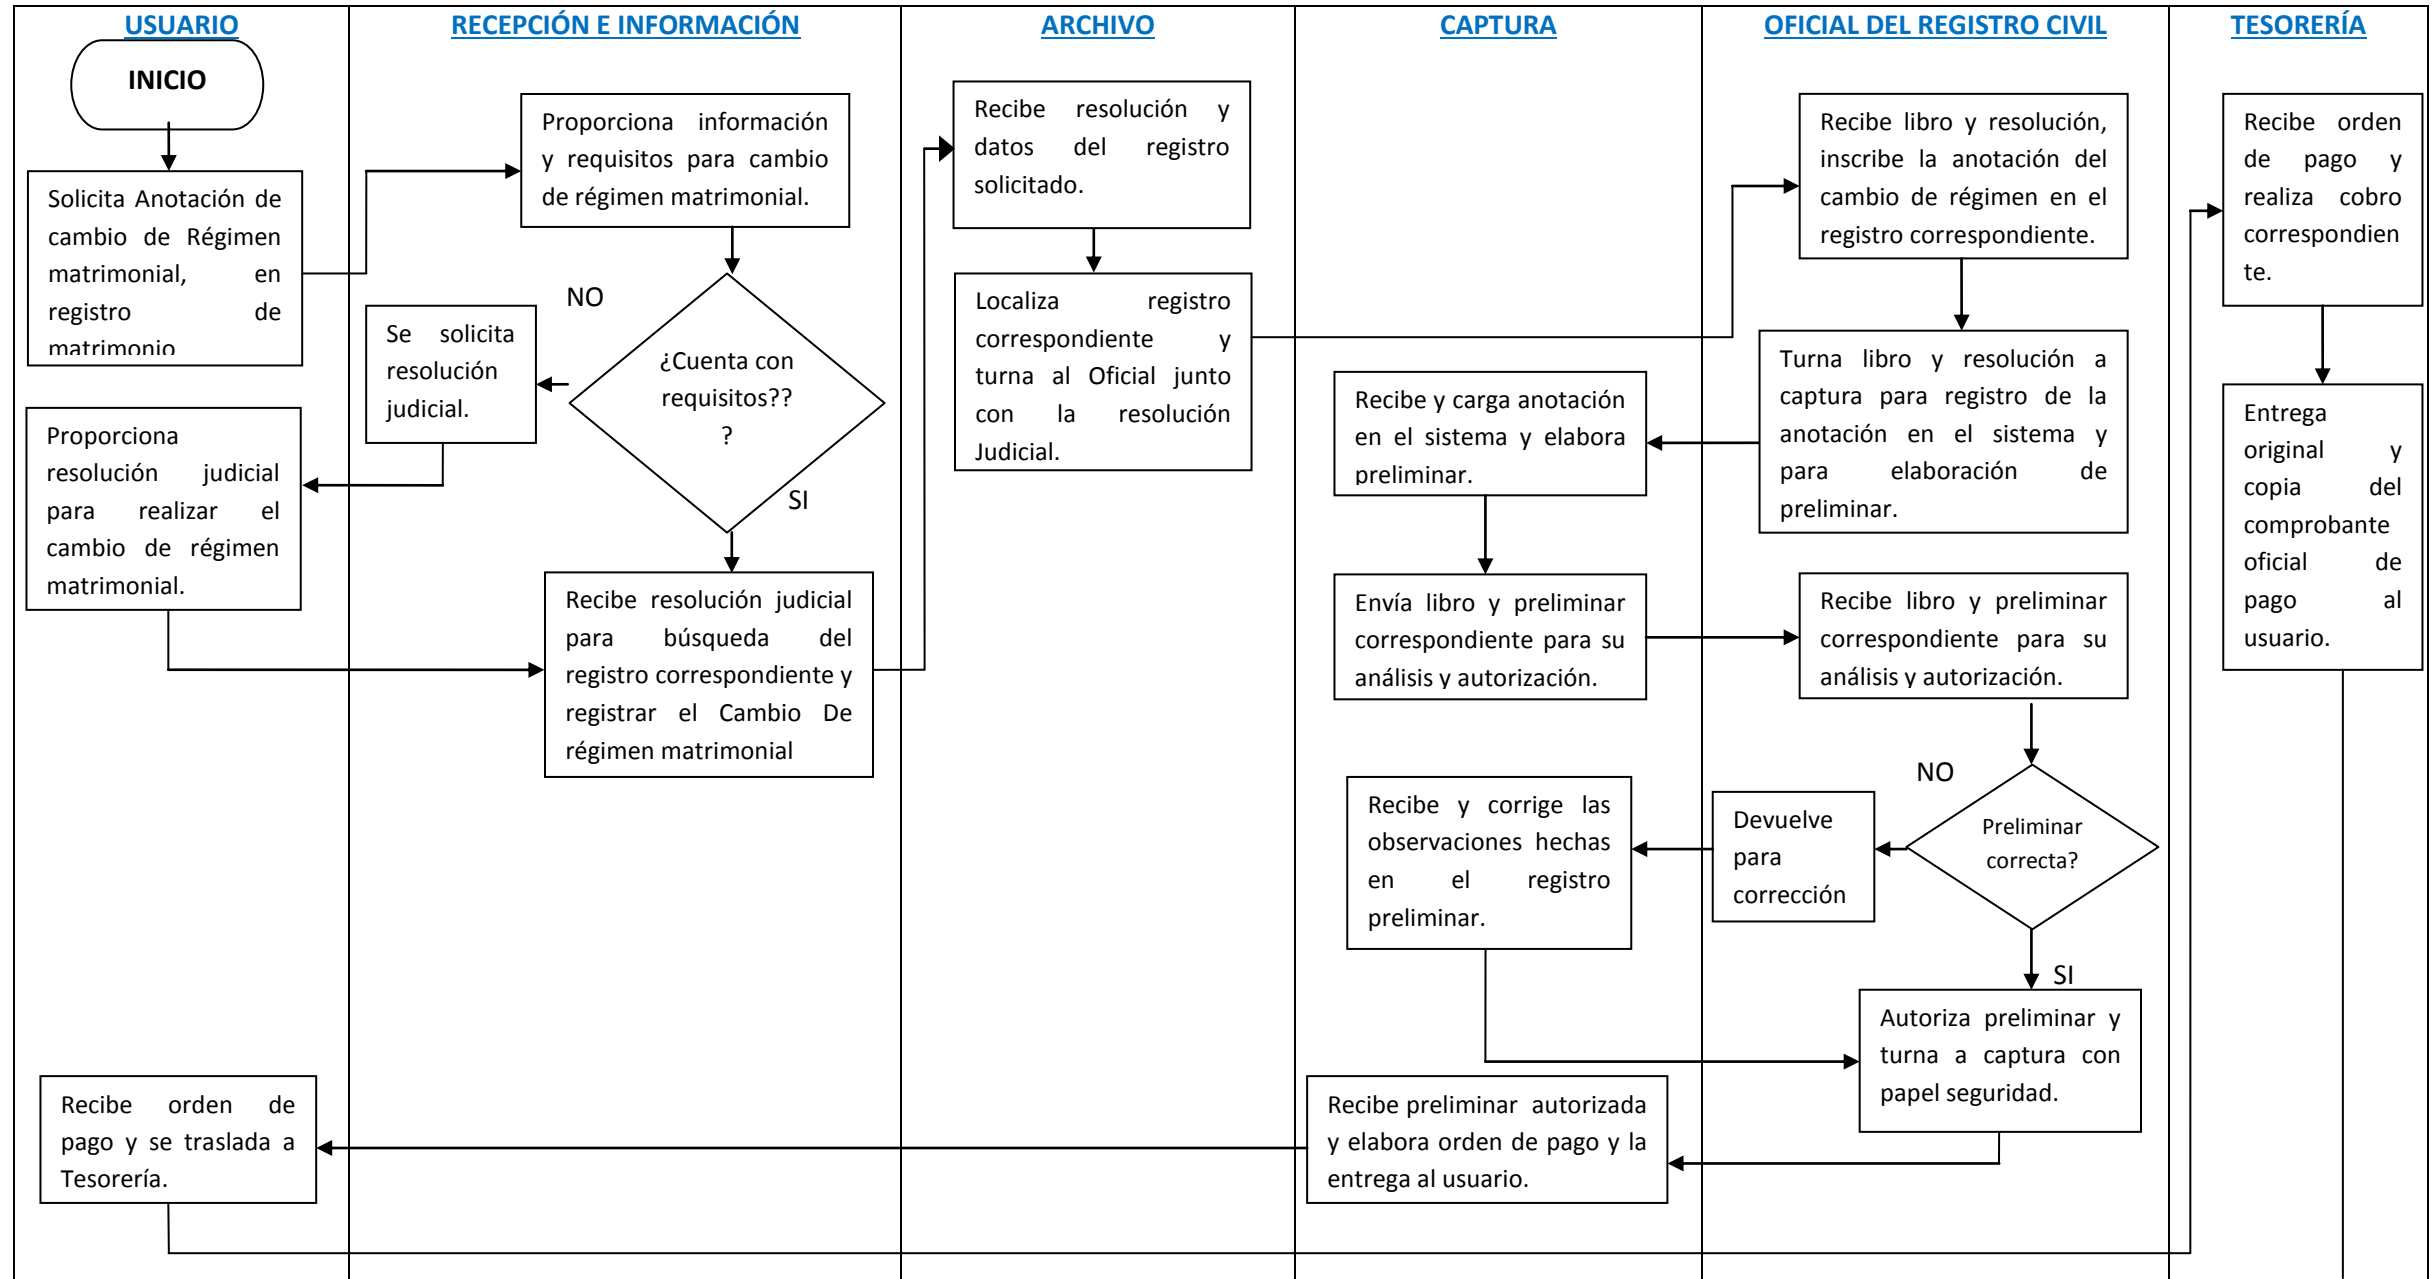 USUARIO
INICIO
Solicita Anotación de
cambio de Régimen
matrimonial, en
registro de
matrimonio
Proporciona
resolución judicial
para realizar el
cambio de régimen
matrimonial.
Recibe orden de
pago y se traslada a
Tesorería.
RECEPCIÓN E INFORMACIÓN
Proporciona información
y requisitos para cambio
de régimen matrimonial.
NO
Se solicita
resolución
judicial.
¿Cuenta con
requisitos??
?
SI
Recibe resolución judicial
para búsqueda del
registro correspondiente y
registrar el Cambio De
régimen matrimonial
ARCHIVO
Recibe resolución y
datos del registro
solicitado.
Localiza registro
correspondiente y
turna al Oficial junto
con la resolución
Judicial.
CAPTURA
Recibe y carga anotación
en el sistema y elabora
preliminar.
Envía libro y preliminar
correspondiente para su
análisis y autorización.
Recibe y corrige las
observaciones hechas
en el registro
preliminar.
Recibe preliminar autorizada
y elabora orden de pago y la
entrega al usuario.
OFICIAL DEL REGISTRO CIVIL
Recibe libro y resolución,
inscribe la anotación del
cambio de régimen en el
registro correspondiente.
Turna libro y resolución a
captura para registro de la
anotación en el sistema y
para elaboración de
preliminar.
Recibe libro y preliminar
correspondiente para su
análisis y autorización.
NO
Devuelve
para
corrección
Preliminar
correcta?
SI
Autoriza preliminar y
turna a captura con
papel seguridad.
TESORERÍA
Recibe orden
de pago y
realiza cobro
correspondien
te.
Entrega
original y
copia del
comprobante
oficial de
pago al
usuario.